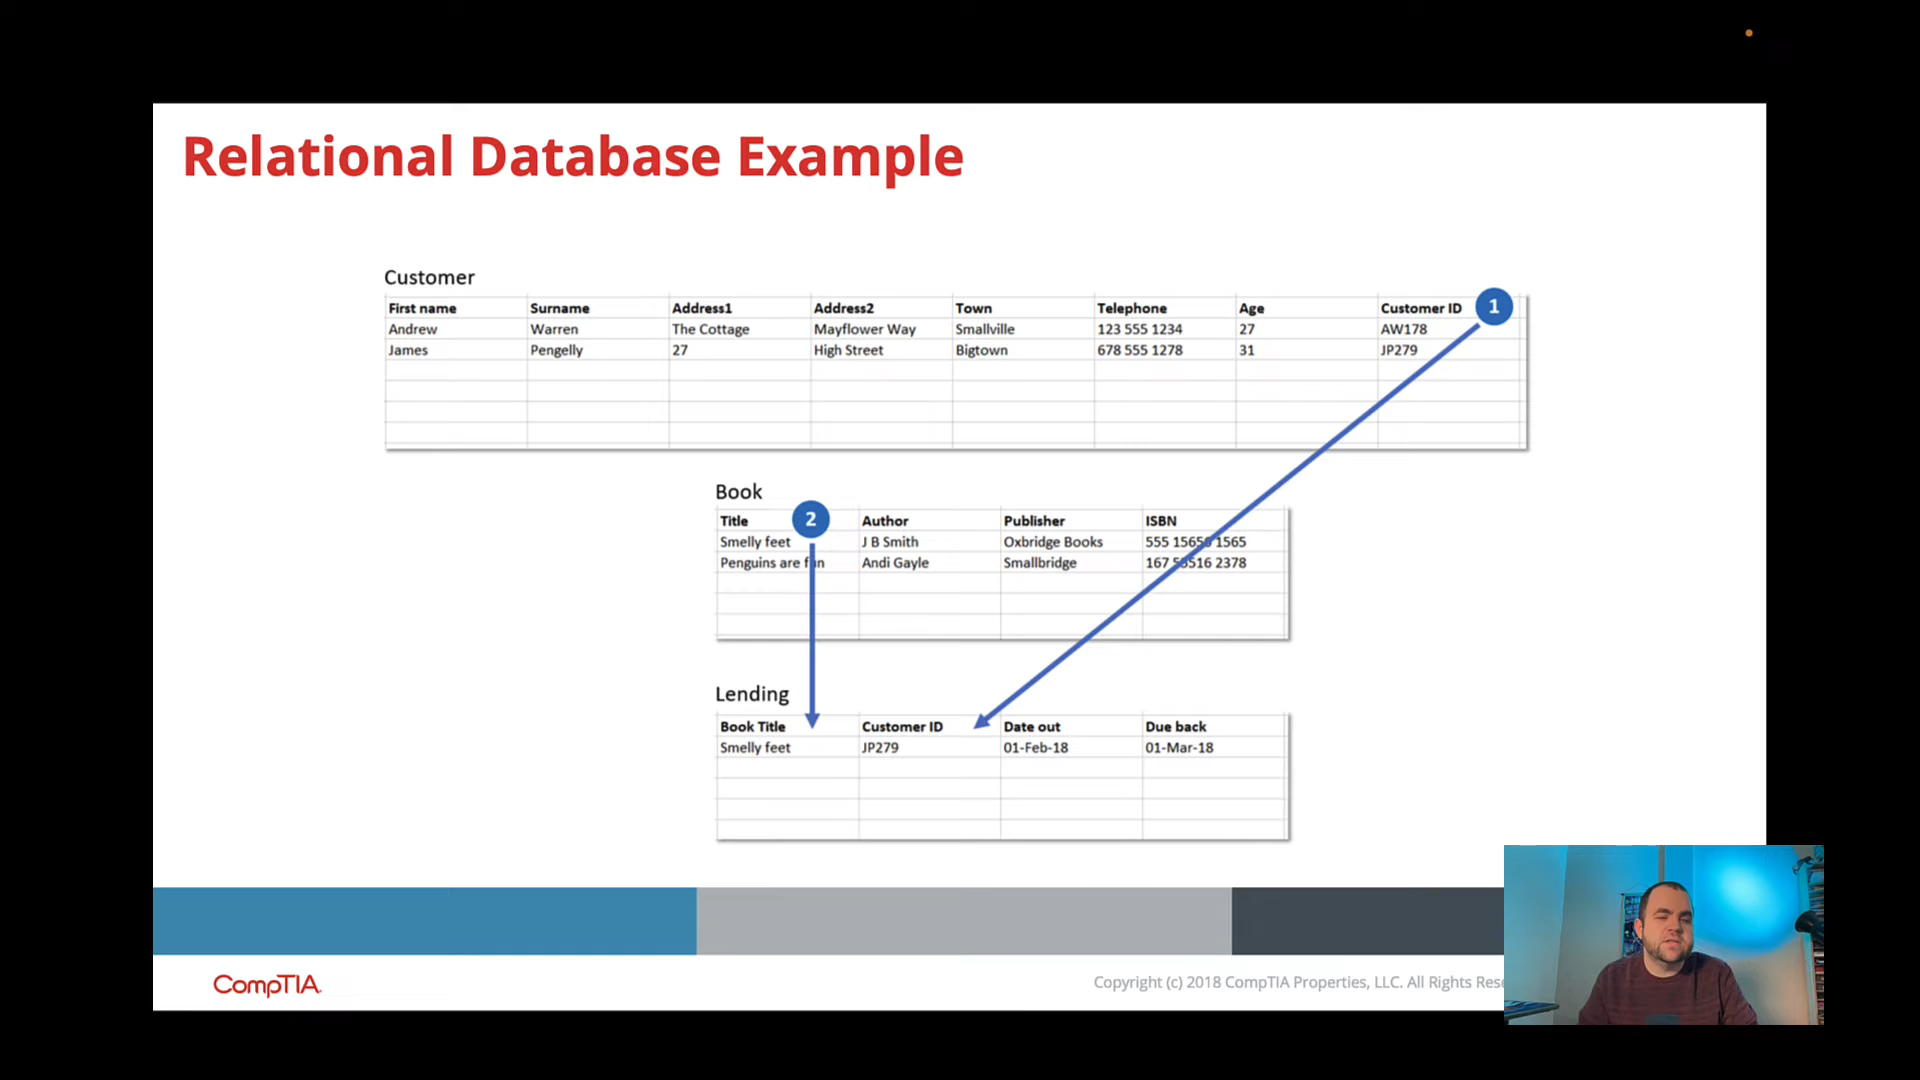 Relational Database Example
Customer
First name Surname Address1 Address2 Town Telephone Age Customer ID 1
Andrew Warren The Cottage Mayflower Way Smallville 123 555 1234 27 AW178
James Pengelly 27 High Street Bigtown 678 555 1278 31 JP279
Book
Title 2 Author Publisher ISBN
Smelly feet J B Smith Oxbridge Books 555 1565 1565
Penguins are fun Andi Gayle Smallbridge 167 2378
Lending
Book Title Customer ID Date out Due back
Smelly feet JP279 01-Feb-18 01-Mar-18
CompTIA.
Copyright (c) 2018 CompTIA Properties, LLC. All Rights